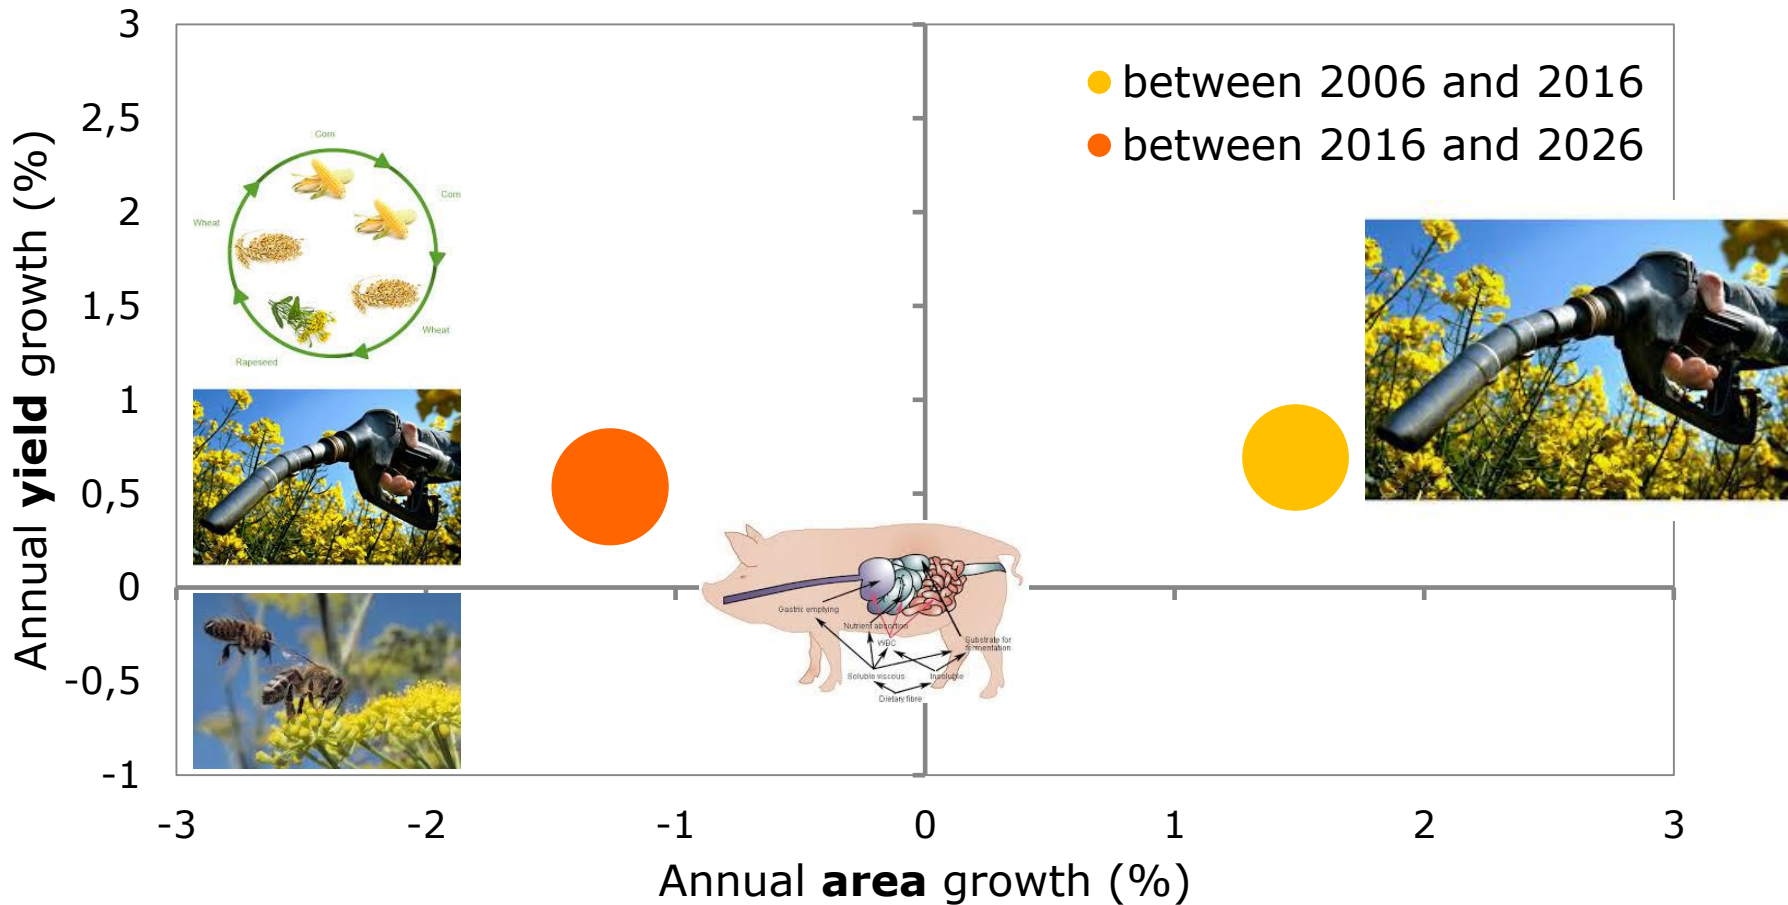 3
2,5
2
1,5
1
0,5
0
-0,5
-1
Annual yield growth (%)
between 2006 and 2016
between 2016 and 2026
Corn
Corn
Wheat
Wheat
Rapeseed
Gastric emptying
Nutrient absorption
WBC
Substrate for
fermentation
Soluble viscous
Insoluble
Dietary fibre
-3
-2
-1
0
1
2
3
Annual area growth (%)